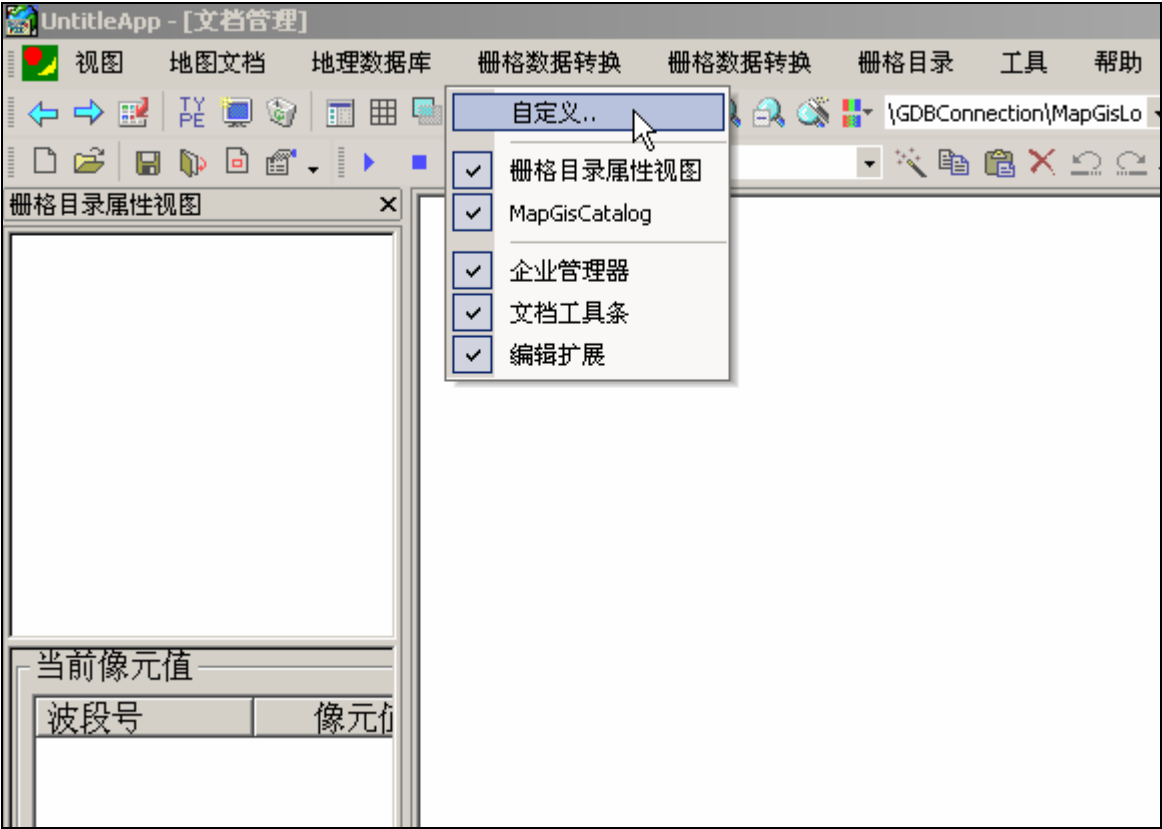 UntitleApp - [文档管理]
视图 地图文档 地理数据库 栅格数据转换 栅格数据转换 栅格目录 工具 帮助
TYPE
\GDBConnection\MapGisLo
自定义..
栅格目录属性视图
MapGisCatalog
企业管理器
文档工具条
编辑扩展
栅格目录属性视图
当前像元值
波段号 像元值